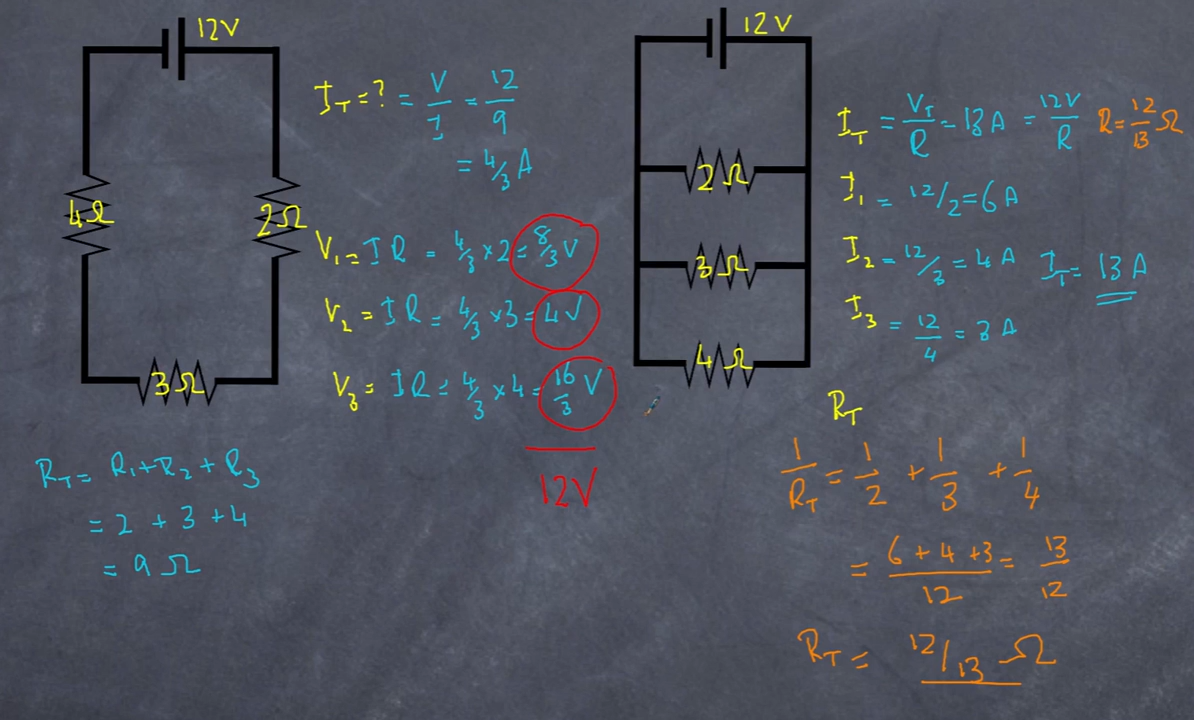 12V
4Ω
2Ω
3Ω
I_T = ? = V/I = 12/9
= 4/3 A
V₁ = IR = 4/3 × 2 = 8/3 V
V₂ = IR = 4/3 × 3 = 4V
V₃ = IR = 4/3 × 4 = 16/3 V
12V
R_T = R₁ + R₂ + R₃
= 2 + 3 + 4
= 9 Ω
12V
2Ω
3Ω
4Ω
I_T = V_T/R = 13 A = 12V/R R = 12/13 Ω
I₁ = 12/2 = 6 A
I₂ = 12/3 = 4 A I_T = 13 A
I₃ = 12/4 = 3 A
R_T
1/R_T = 1/2 + 1/3 + 1/4
= (6 + 4 + 3)/12 = 13/12
R_T = 12/13 Ω